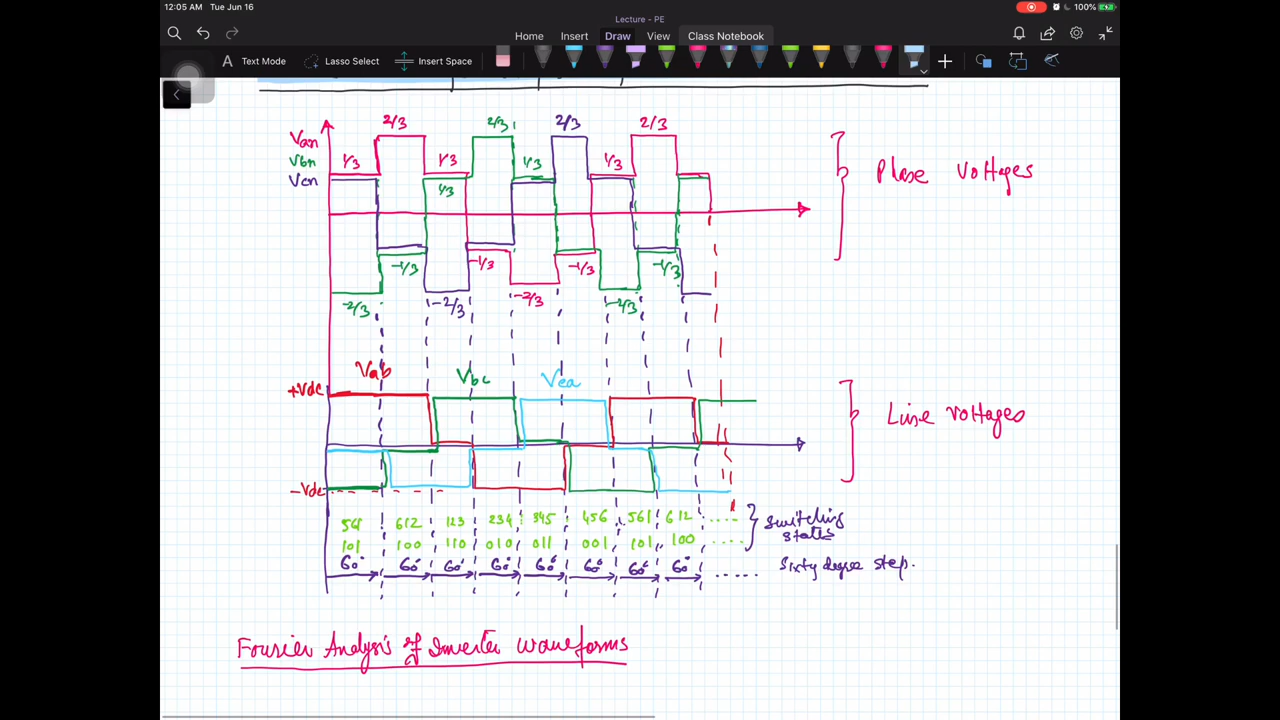 12:05 AM Tue Jun 16
100%
Lecture - PE
Home Insert Draw View Class Notebook
Text Mode Lasso Select Insert Space
2/3 2/3 2/3 2/3
Van
Vbn
Vcn
1/3 1/3 1/3 1/3
1/3
Phase Voltages
-1/3 -1/3 -1/3 -1/3
-2/3 -2/3 -2/3 -2/3
Vab Vbc Vca
+Vdc
Line Voltages
-Vdc
561 612 123 234 345 456 561 612 ....
101 100 110 010 011 001 101 100 ....
switching
states
60° 60° 60° 60° 60° 60° 60° 60° .....
Sixty degree step.
Fourier Analysis of Inverter Waveforms